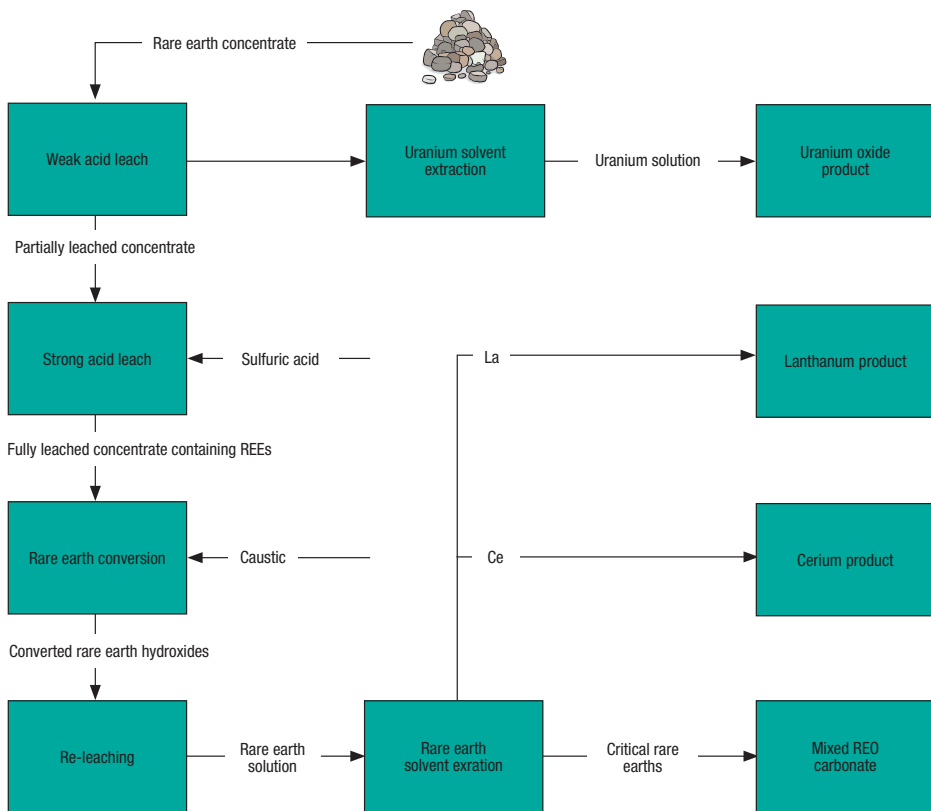 Rare earth concentrate
Weak acid leach
Uranium solvent
extraction
Uranium solution
Uranium oxide
product
Partially leached concentrate
Strong acid leach
Sulfuric acid
La
Lanthanum product
Fully leached concentrate containing REEs
Rare earth conversion
Caustic
Ce
Cerium product
Converted rare earth hydroxides
Re-leaching
Rare earth
solution
Rare earth
solvent exration
Critical rare
earths
Mixed REO
carbonate